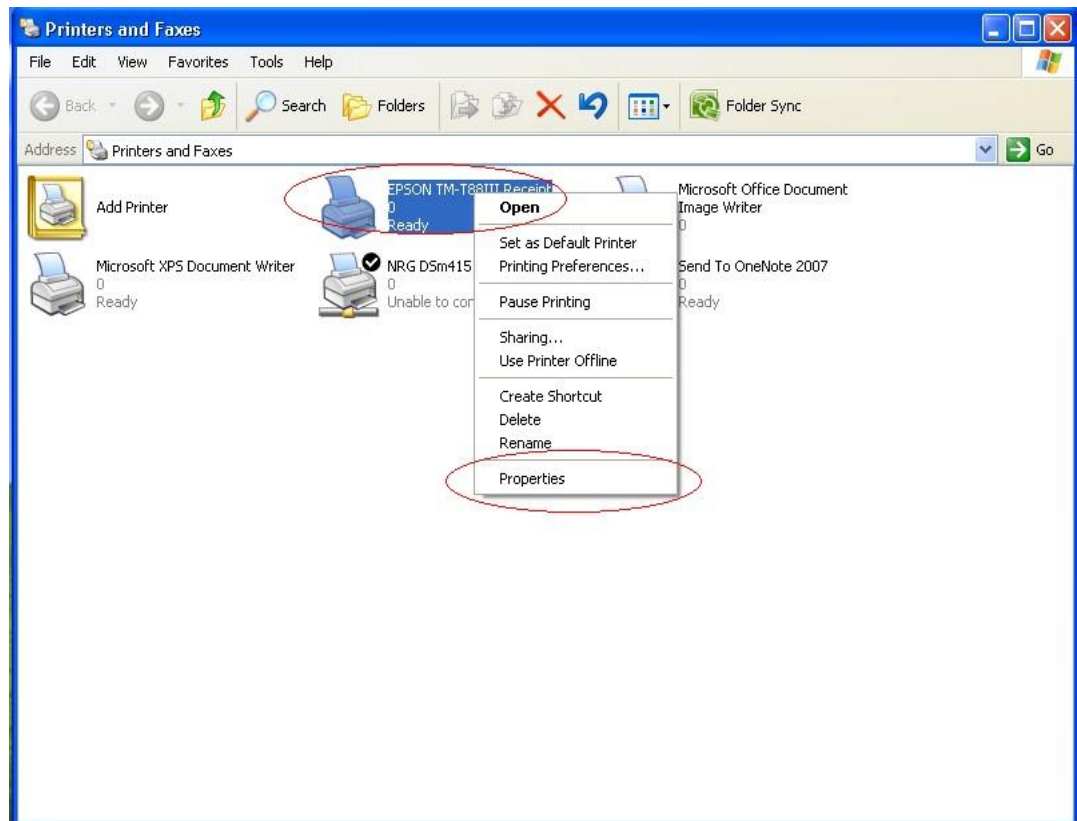 Printers and Faxes
File Edit View Favorites Tools Help
Back Search Folders Folder Sync
Address Printers and Faxes Go
Add Printer
EPSON TM-T88III Receipt
0
Ready
Microsoft Office Document
Image Writer
0
Microsoft XPS Document Writer
0
Ready
NRG DSm415
0
Unable to
Send To OneNote 2007
0
Ready
Open
Set as Default Printer
Printing Preferences...
Pause Printing
Sharing...
Use Printer Offline
Create Shortcut
Delete
Rename
Properties